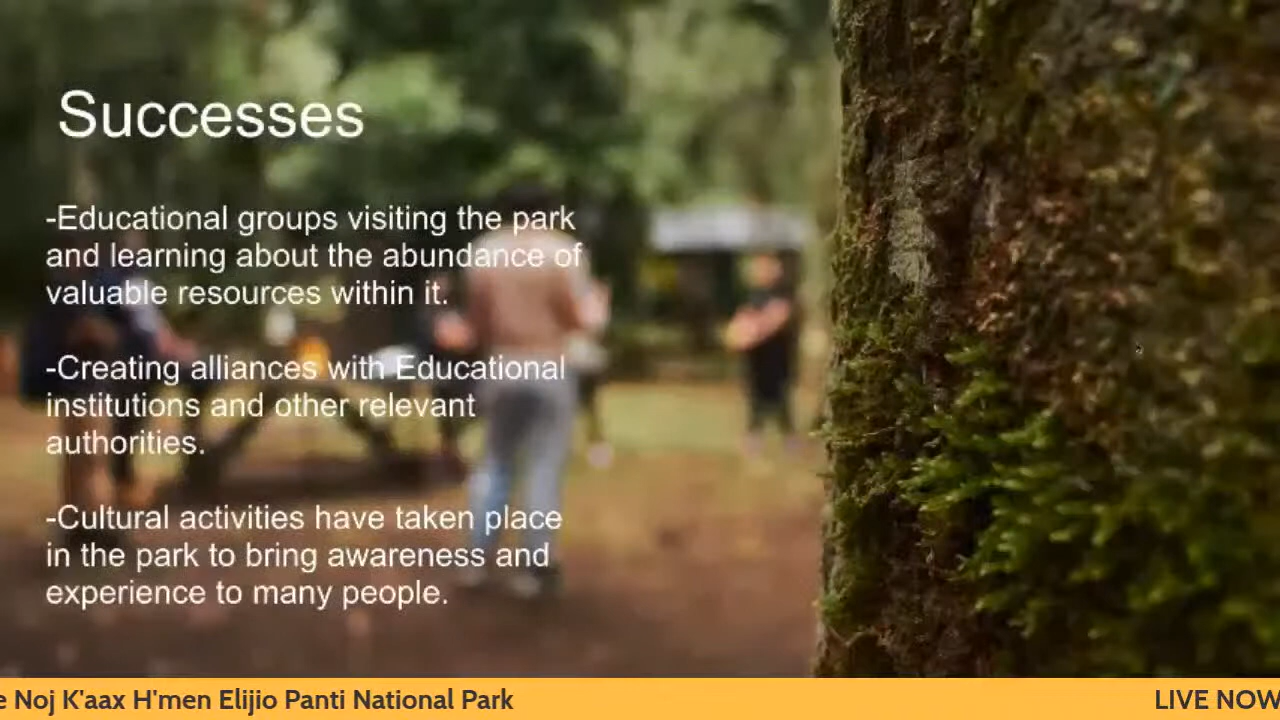 Successes
-Educational groups visiting the park
and learning about the abundance of
valuable resources within it.
-Creating alliances with Educational
institutions and other relevant
authorities.
-Cultural activities have taken place
in the park to bring awareness and
experience to many people.
e Noj K'aax H'men Elijio Panti National Park
LIVE NOW